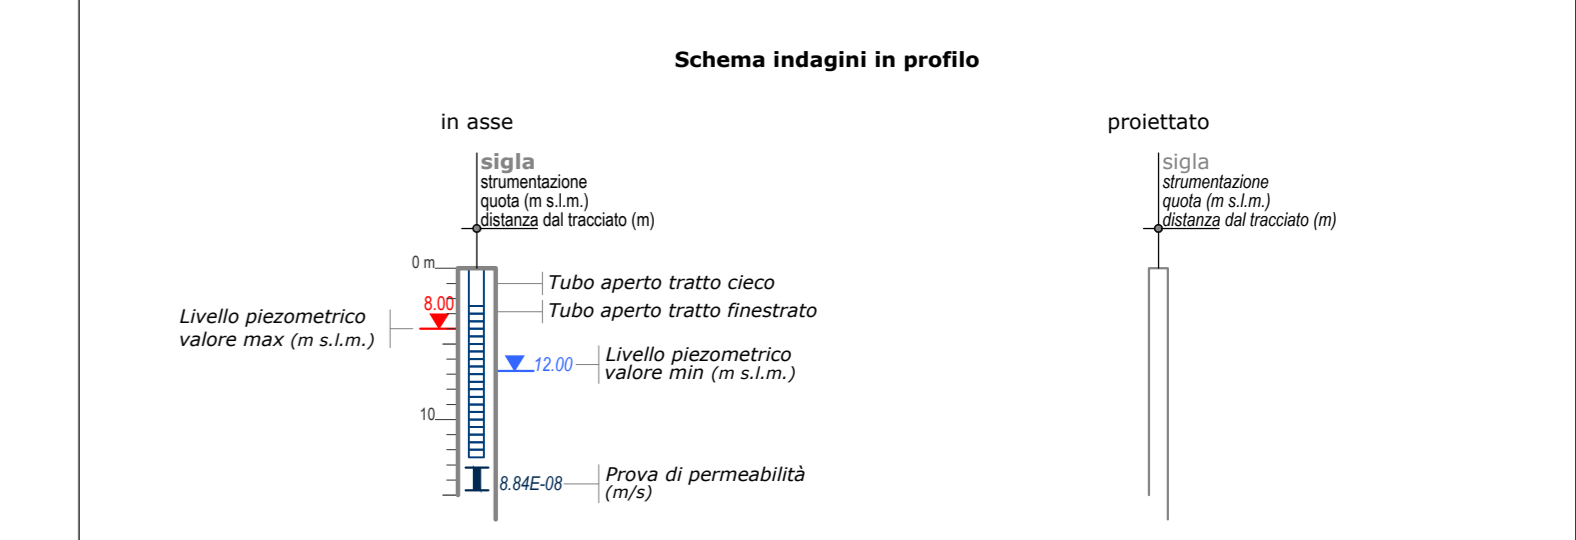 Schema indagini in profilo
in asse
sigla
strumentazione
quota (m s.l.m.)
distanza dal tracciato (m)
0 m
Tubo aperto tratto cieco
Tubo aperto tratto finestrato
8.00
Livello piezometrico
valore max (m s.l.m.)
12.00
Livello piezometrico
valore min (m s.l.m.)
10
8.84E-08
Prova di permeabilità
(m/s)
proiettato
sigla
strumentazione
quota (m s.l.m.)
distanza dal tracciato (m)